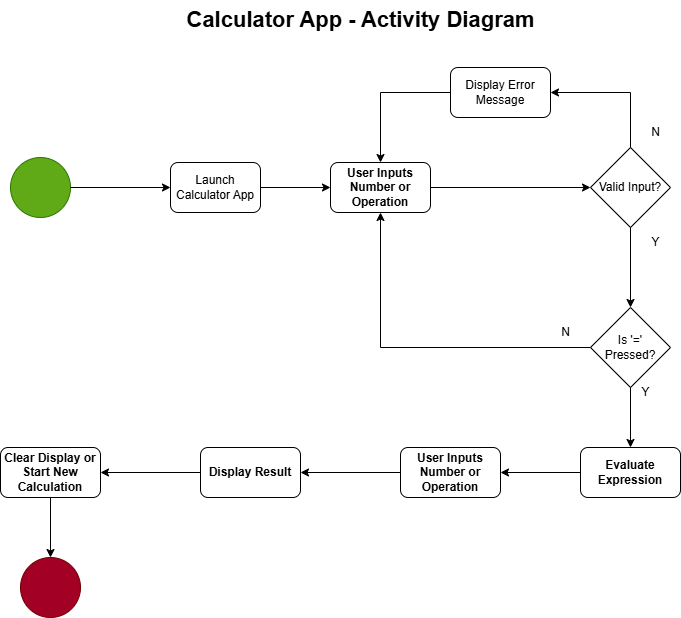 Calculator App - Activity Diagram
Display Error
Message
N
Launch
Calculator App
User Inputs
Number or
Operation
Valid Input?
Y
N
Is '='
Pressed?
Y
Clear Display or
Start New
Calculation
Display Result
User Inputs
Number or
Operation
Evaluate
Expression